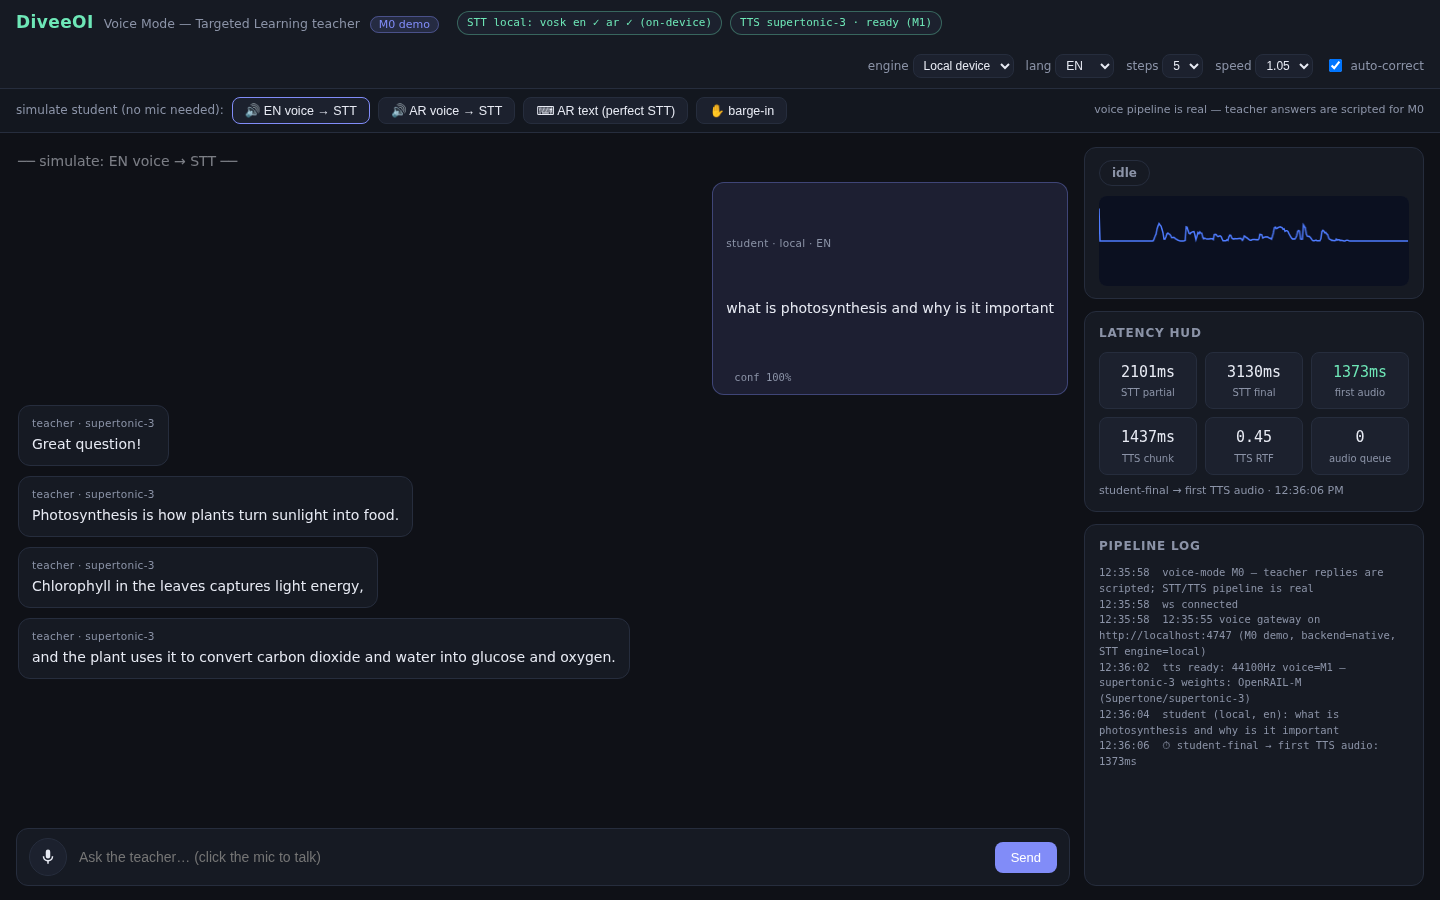 DiveeOI Voice Mode — Targeted Learning teacher M0 demo STT local: vosk en ✓ ar ✓ (on-device) TTS supertonic-3 · ready (M1)
engine Local device lang EN steps 5 speed 1.05 auto-correct
simulate student (no mic needed): 🔊 EN voice → STT 🔊 AR voice → STT ⌨ AR text (perfect STT) ✋ barge-in voice pipeline is real — teacher answers are scripted for M0
── simulate: EN voice → STT ──
student · local · EN
what is photosynthesis and why is it important
conf 100%
teacher · supertonic-3
Great question!
teacher · supertonic-3
Photosynthesis is how plants turn sunlight into food.
teacher · supertonic-3
Chlorophyll in the leaves captures light energy,
teacher · supertonic-3
and the plant uses it to convert carbon dioxide and water into glucose and oxygen.
Ask the teacher… (click the mic to talk) Send
idle
LATENCY HUD
2101ms 3130ms 1373ms
STT partial STT final first audio
1437ms 0.45 0
TTS chunk TTS RTF audio queue
student-final → first TTS audio · 12:36:06 PM
PIPELINE LOG
12:35:58 voice-mode M0 — teacher replies are
scripted; STT/TTS pipeline is real
12:35:58 ws connected
12:35:58 12:35:55 voice gateway on
http://localhost:4747 (M0 demo, backend=native,
STT engine=local)
12:36:02 tts ready: 44100Hz voice=M1 —
supertonic-3 weights: OpenRAIL-M
(Supertone/supertonic-3)
12:36:04 student (local, en): what is
photosynthesis and why is it important
12:36:06 ⏱ student-final → first TTS audio:
1373ms